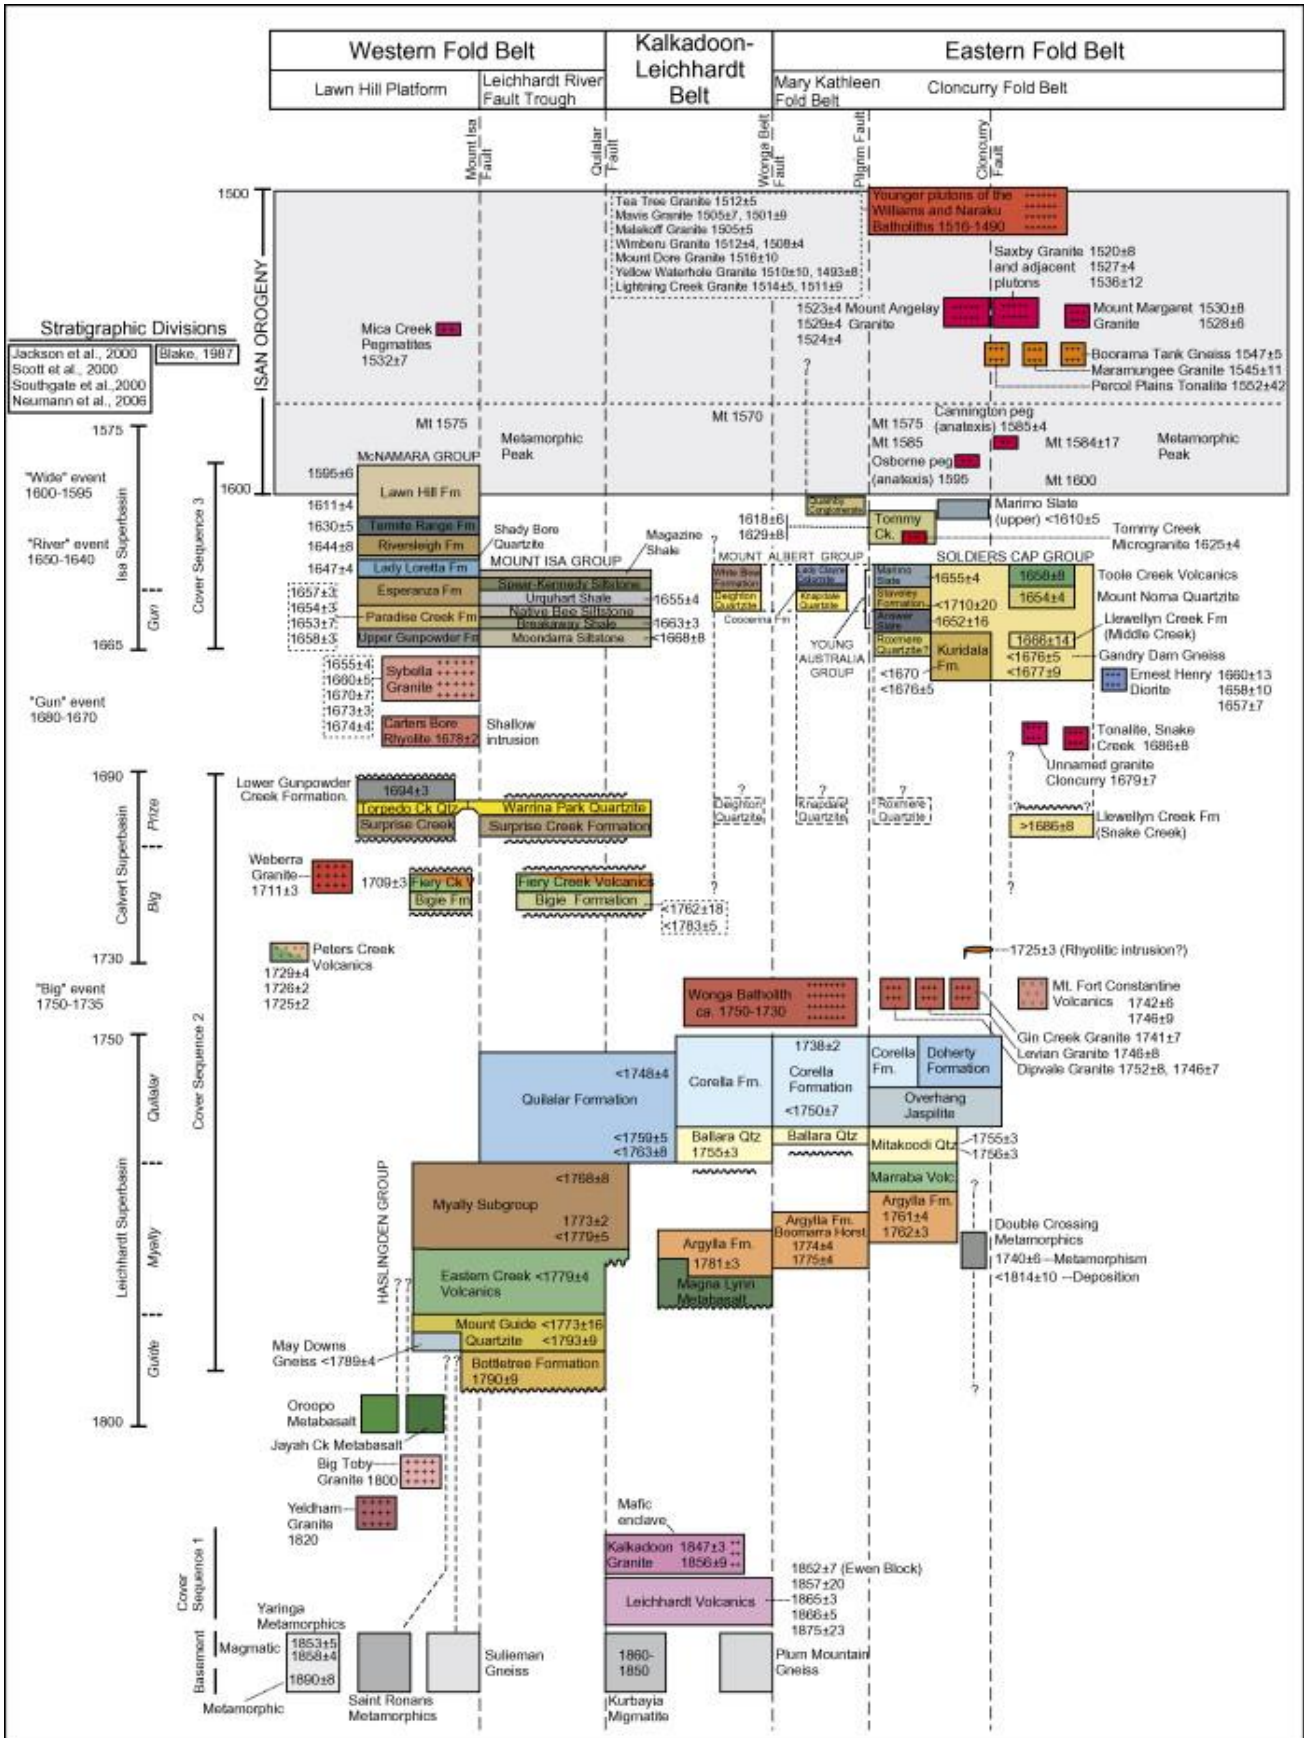 Western Fold Belt
Kalkadoon-
Leichhardt
Belt
Eastern Fold Belt
Lawn Hill Platform
Leichhardt River
Fault Trough
Mary Kathleen
Fold Belt
Cloncurry Fold Belt
Mount Isa
Fault
Quilalar
Fault
Wonga Belt
Fault
Pilgrim Fault
Cloncurry
Fault
1500
ISAN OROGENY
1600
Tea Tree Granite 1512±5
Mavis Granite 1505±7, 1501±9
Malakoff Granite 1505±5
Wimberu Granite 1512±4, 1508±4
Mount Dore Granite 1516±10
Yellow Waterhole Granite 1510±10, 1493±8
Lightning Creek Granite 1514±5, 1511±9
Younger plutons of the
Williams and Naraku
Batholiths 1516-1490
Saxby Granite 1520±8
and adjacent 1527±4
plutons 1536±12
1523±4 Mount Angelay
1529±4 Granite
1524±4
Mount Margaret 1530±8
Granite 1528±6
Mica Creek
Pegmatites
1532±7
Boorama Tank Gneiss 1547±5
Maramungee Granite 1545±11
Percol Plains Tonalite 1552±42
?
Stratigraphic Divisions
Jackson et al., 2000
Scott et al., 2000
Southgate et al.,2000
Neumann et al., 2006
Blake, 1987
Mt 1575
Metamorphic
Peak
Mt 1570
Mt 1575
Mt 1585
Cannington peg
(anatexis) 1585±4
Mt 1584±17
Metamorphic
Peak
Osborne peg
(anatexis) 1595
Mt 1600
1575
"Wide" event
1600-1595
"River" event
1650-1640
Isa Superbasin
Gun
1665
Cover Sequence 3
McNAMARA GROUP
1595±6
Lawn Hill Fm
1611±4
1630±5
Termite Range Fm
1644±8
Riversleigh Fm
1647±4
Lady Loretta Fm
Shady Bore
Quartzite
1657±3
1654±3
1653±7
1658±3
Esperanza Fm
Paradise Creek Fm
Upper Gunpowder Fm
MOUNT ISA GROUP
Magazine
Shale
Spear-Kennedy Siltstone
Urquhart Shale
1655±4
Native Bee Siltstone
Breakaway Shale
1663±3
Moondarra Siltstone
<1668±8
Quamby
Conglomerate
1618±6
1629±8
Tommy
Ck.
Marimo Slate
(upper) <1610±5
Tommy Creek
Microgranite 1625±4
?
MOUNT ALBERT GROUP
White Blow
Formation
Deighton
Quartzite
Lady Clayre
Dolomite
Knapdale
Quartzite
Coocerina Fm
YOUNG
AUSTRALIA
GROUP
SOLDIERS CAP GROUP
Marimo
Slate
1655±4
Staveley
Formation
<1710±20
Answer
Slate
1652±16
Roxmere
Quartzite?
Kuridala
Fm.
<1670
<1676±5
1658±8
Toole Creek Volcanics
1654±4
Mount Norna Quartzite
1666±14
Llewellyn Creek Fm
(Middle Creek)
<1676±5
<1677±9
Gandry Dam Gneiss
Ernest Henry 1660±13
Diorite 1658±10
1657±7
"Gun" event
1680-1670
1655±4
1660±5
1670±7
1673±3
1674±4
Sybella
Granite
Carters Bore
Rhyolite 1678±2
Shallow
intrusion
Tonalite, Snake
Creek 1686±8
Unnamed granite
Cloncurry 1679±7
1690
Calvert Superbasin
Prize
Big
1730
Lower Gunpowder
Creek Formation.
1694±3
Torpedo Ck Qtz
Surprise Creek
Warrina Park Quartzite
Surprise Creek Formation
?
Deighton
Quartzite
?
Knapdale
Quartzite
?
Roxmere
Quartzite
?
?
?
>1686±8
Llewellyn Creek Fm
(Snake Creek)
Weberra
Granite
1711±3
1709±3
Fiery Ck V
Bigie Fm
Fiery Creek Volcanics
Bigie Formation
<1762±18
<1783±5
?
?
Peters Creek
Volcanics
1729±4
1726±2
1725±2
1725±3 (Rhyolitic intrusion?)
"Big" event
1750-1735
Cover Sequence 2
Wonga Batholith
ca. 1750-1730
Mt. Fort Constantine
Volcanics 1742±6
1746±9
Gin Creek Granite 1741±7
Levian Granite 1746±8
Dipvale Granite 1752±8, 1746±7
1750
Leichhardt Superbasin
Quilalar
Myally
Guide
1800
<1748±4
Quilalar Formation
<1759±5
<1763±8
Corella Fm.
1738±2
Corella
Formation
<1750±7
Corella
Fm.
Doherty
Formation
Overhang
Jaspilite
Ballara Qtz
1755±3
Ballara Qtz
Mitakoodi Qtz
1755±3
1756±3
Marraba Volc.
Argylla Fm.
1761±4
1762±3
HASLINGDEN GROUP
<1768±8
Myally Subgroup
1773±2
<1779±5
Argylla Fm.
1781±3
Magna Lynn
Metabasalt
Argylla Fm.
Boomarra Horst
1774±4
1775±4
?
Double Crossing
Metamorphics
1740±6 --Metamorphism
<1814±10 --Deposition
?
Eastern Creek <1779±4
Volcanics
? ?
Mount Guide <1773±16
Quartzite <1793±9
May Downs
Gneiss <1789±4
? ?
Bottletree Formation
1790±9
Oroopo
Metabasalt
Jayah Ck Metabasalt
Big Toby
Granite 1800
Yeldham
Granite
1820
Mafic
enclave
Cover
Sequence 1
Kalkadoon 1847±3
Granite 1856±9
Leichhardt Volcanics
1852±7 (Ewen Block)
1857±20
1865±3
1866±5
1875±23
Basement
Yaringa
Metamorphics
Magmatic
1853±5
1858±4
1890±8
Metamorphic
Saint Ronans
Metamorphics
Sulieman
Gneiss
1860-
1850
Kurbayia
Migmatite
Plum Mountain
Gneiss